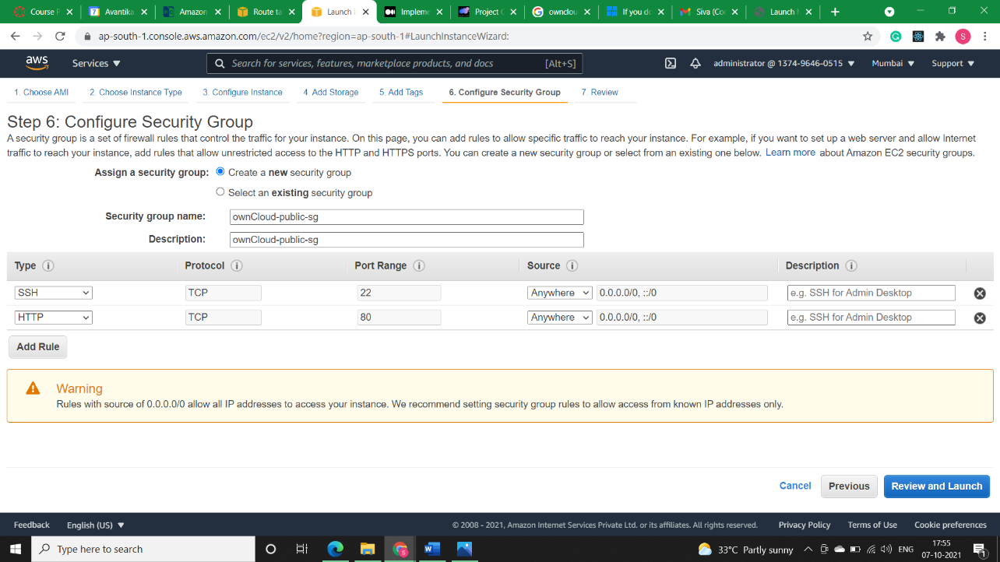 Course P
Avantika
Amazon
Route ta
Launch i
Impleme
Project C
ownclou
If you do
Siva (Co
Launch
ap-south-1.console.aws.amazon.com/ec2/v2/home?region=ap-south-1#LaunchInstanceWizard:
S
aws
Services
Search for services, features, marketplace products, and docs [Alt+S]
administrator @ 1374-9646-0515
Mumbai
Support
1. Choose AMI 2. Choose Instance Type 3. Configure Instance 4. Add Storage 5. Add Tags 6. Configure Security Group 7. Review
Step 6: Configure Security Group
A security group is a set of firewall rules that control the traffic for your instance. On this page, you can add rules to allow specific traffic to reach your instance. For example, if you want to set up a web server and allow Internet
traffic to reach your instance, add rules that allow unrestricted access to the HTTP and HTTPS ports. You can create a new security group or select from an existing one below. Learn more about Amazon EC2 security groups.
Assign a security group: Create a new security group
Select an existing security group
Security group name: ownCloud-public-sg
Description: ownCloud-public-sg
Type Protocol Port Range Source Description
SSH TCP 22 Anywhere 0.0.0.0/0, ::/0 e.g. SSH for Admin Desktop
HTTP TCP 80 Anywhere 0.0.0.0/0, ::/0 e.g. SSH for Admin Desktop
Add Rule
Warning
Rules with source of 0.0.0.0/0 allow all IP addresses to access your instance. We recommend setting security group rules to allow access from known IP addresses only.
Cancel Previous Review and Launch
Feedback English (US) © 2008 - 2021, Amazon Internet Services Private Ltd. or its affiliates. All rights reserved. Privacy Policy Terms of Use Cookie preferences
Type here to search
33°C Partly sunny
ENG
17:55
07-10-2021
1